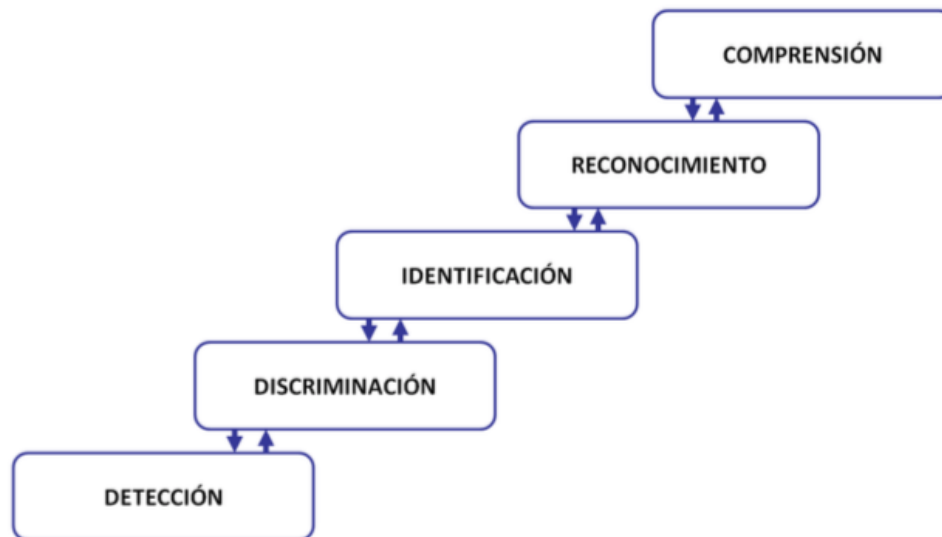 COMPRENSIÓN
RECONOCIMIENTO
IDENTIFICACIÓN
DISCRIMINACIÓN
DETECCIÓN